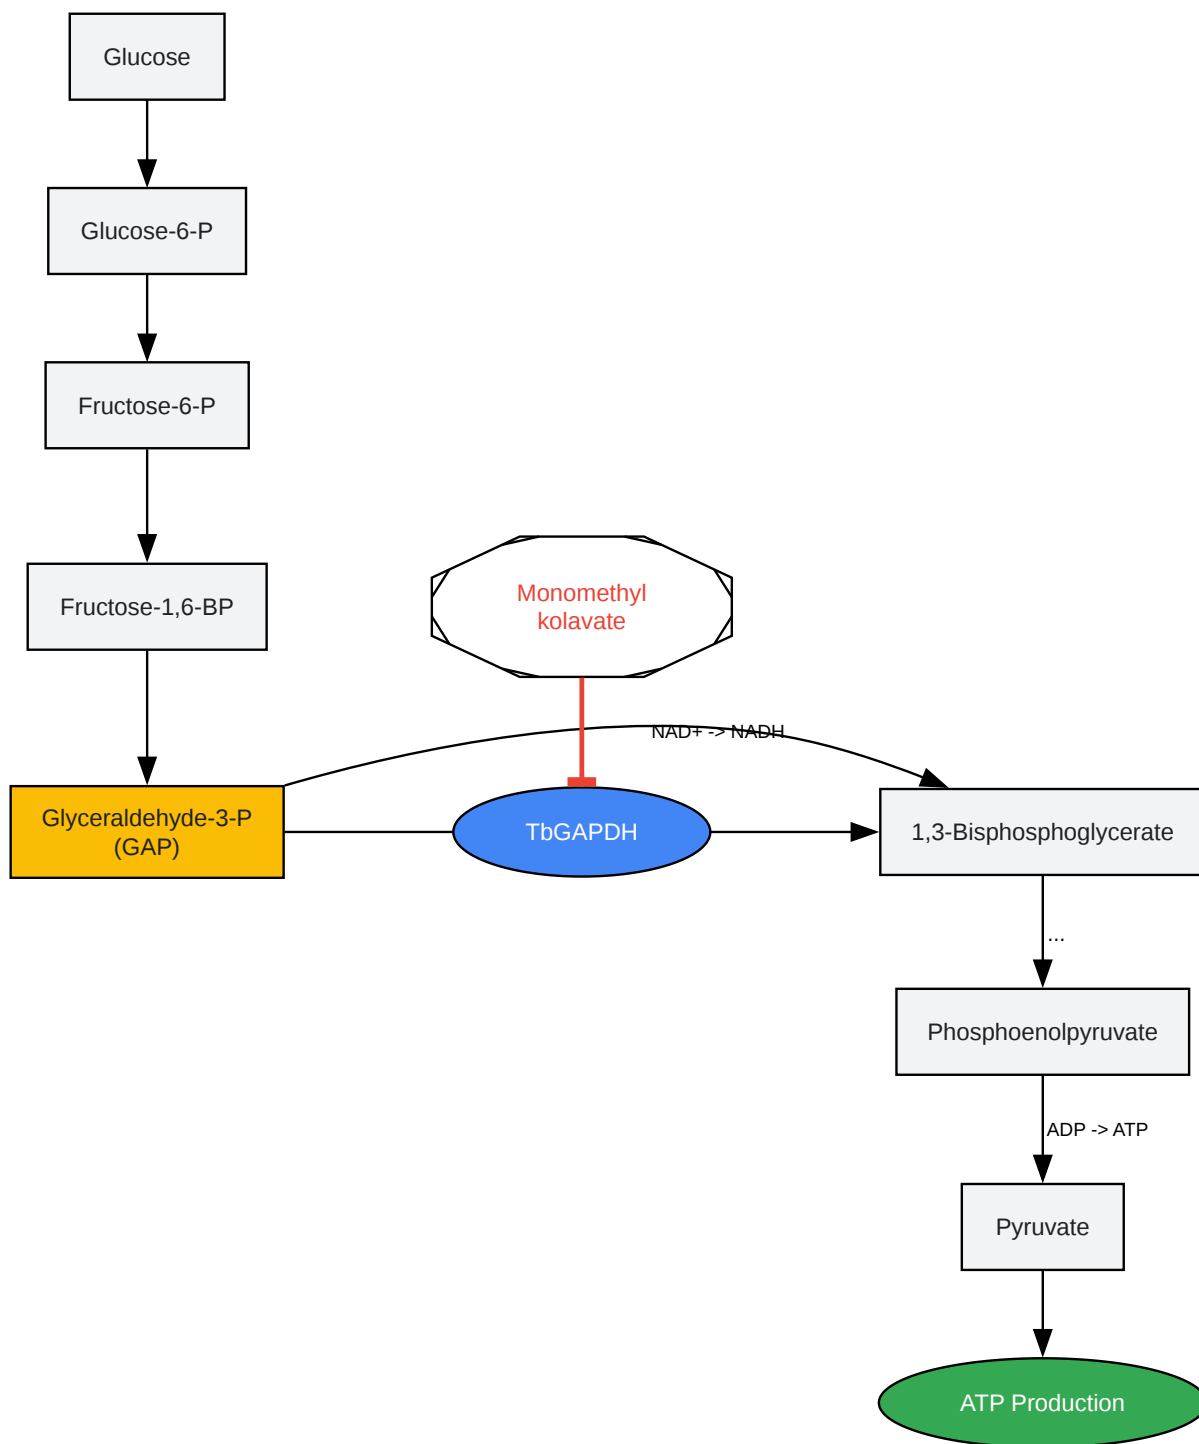 Glucose
Glucose-6-P
Fructose-6-P
Fructose-1,6-BP
Monomethyl
kolavate
NAD+ -> NADH
Glyceraldehyde-3-P
(GAP)
TbGAPDH
1,3-Bisphosphoglycerate
...
Phosphoenolpyruvate
ADP -> ATP
Pyruvate
ATP Production